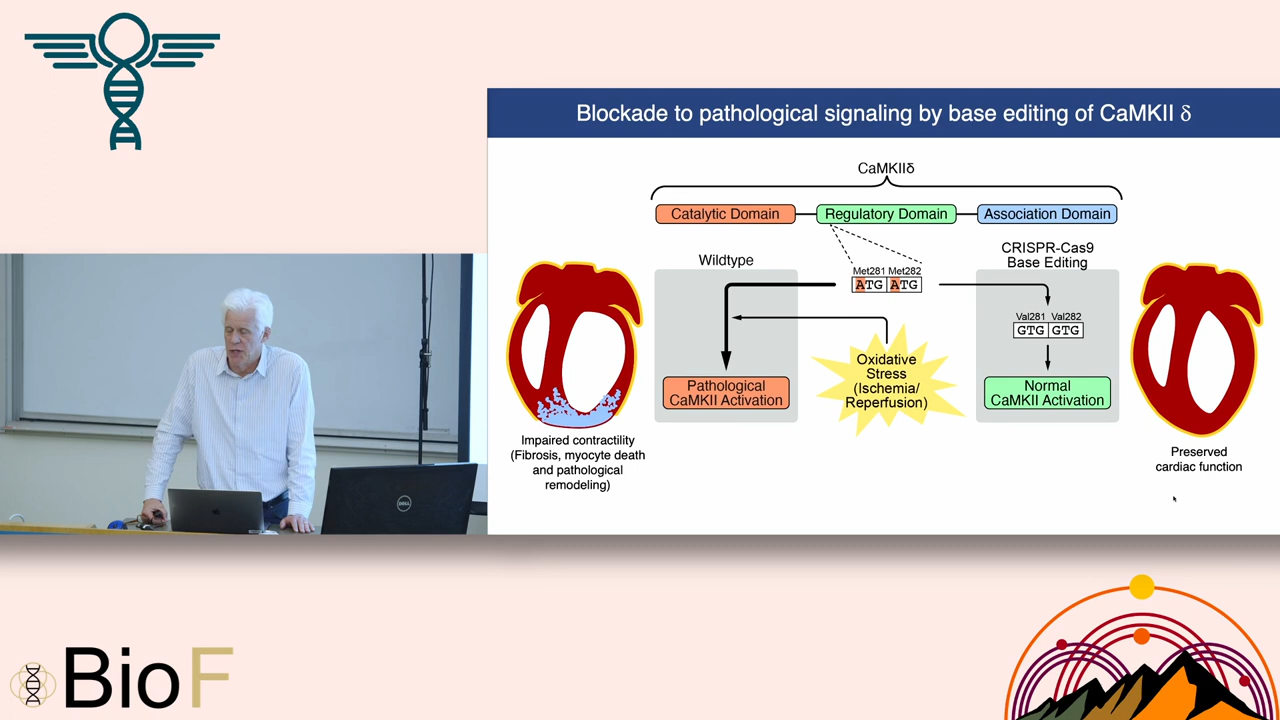 Blockade to pathological signaling by base editing of CaMKII δ
CaMKIIδ
Catalytic Domain
Regulatory Domain
Association Domain
Wildtype
Met281 Met282
ATG ATG
CRISPR-Cas9
Base Editing
Val281 Val282
GTG GTG
Oxidative
Stress
(Ischemia/
Reperfusion)
Pathological
CaMKII Activation
Normal
CaMKII Activation
Impaired contractility
(Fibrosis, myocyte death
and pathological
remodeling)
Preserved
cardiac function
DELL
BioF